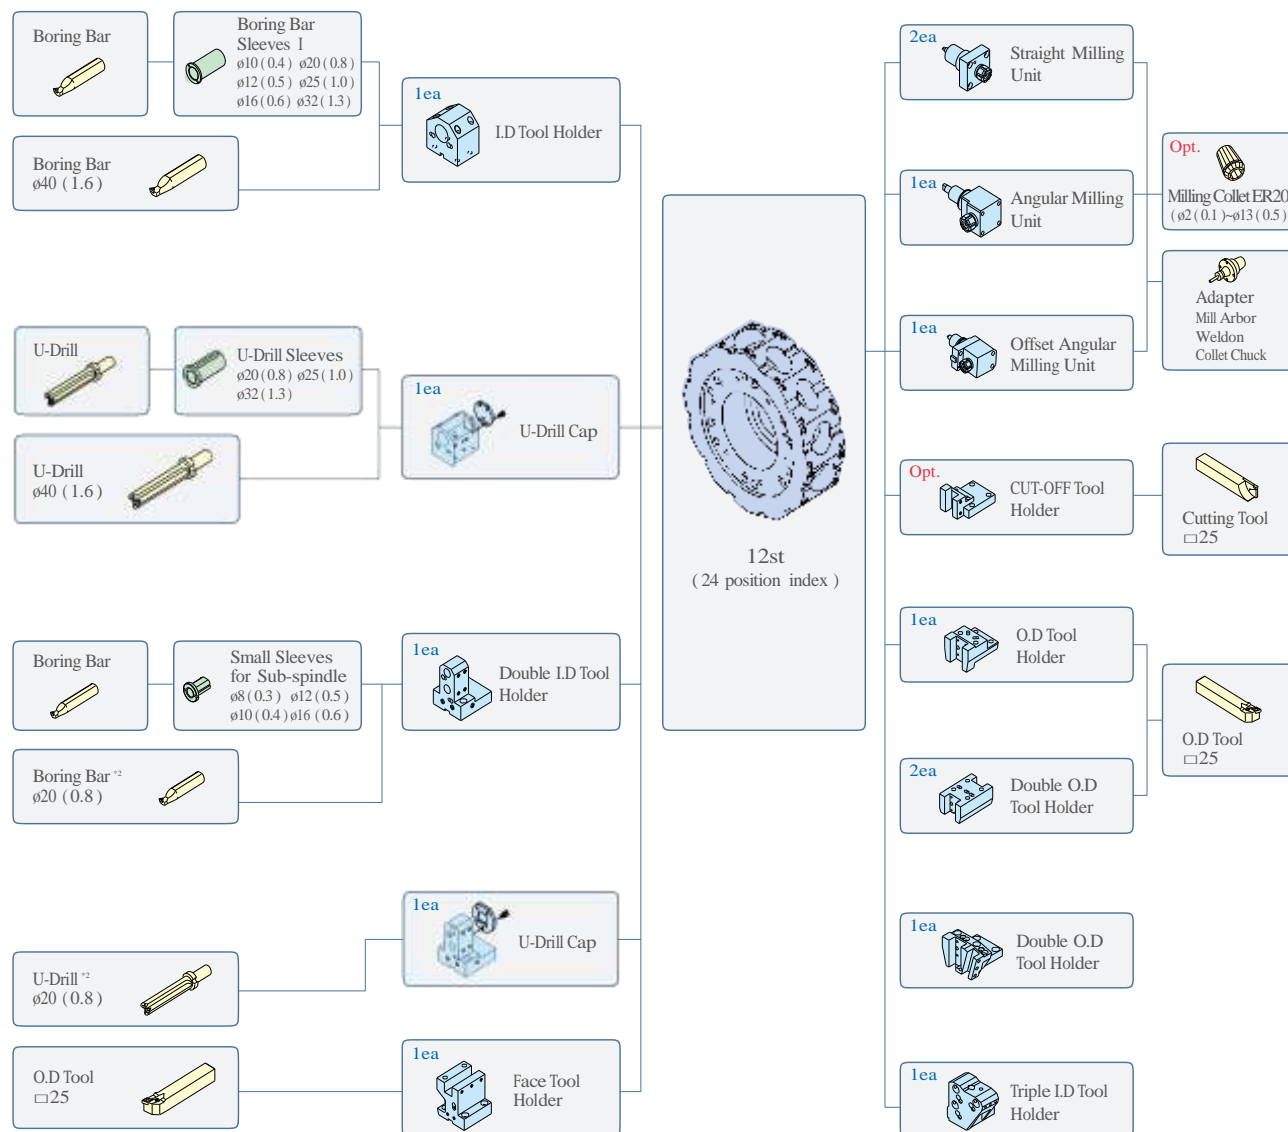 Boring Bar
Boring Bar
Sleeves I
ø10 (0.4) ø20 (0.8)
ø12 (0.5) ø25 (1.0)
ø16 (0.6) ø32 (1.3)
Boring Bar
ø40 (1.6)
1ea
I.D Tool Holder
U-Drill
U-Drill Sleeves
ø20 (0.8) ø25 (1.0)
ø32 (1.3)
U-Drill
ø40 (1.6)
1ea
U-Drill Cap
Boring Bar
Small Sleeves
for Sub-spindle
ø8 (0.3) ø12 (0.5)
ø10 (0.4) ø16 (0.6)
Boring Bar *2
ø20 (0.8)
1ea
Double I.D Tool
Holder
U-Drill *2
ø20 (0.8)
1ea
U-Drill Cap
O.D Tool
□25
1ea
Face Tool
Holder
12st
(24 position index)
2ea
Straight Milling
Unit
1ea
Angular Milling
Unit
1ea
Offset Angular
Milling Unit
Opt.
Milling Collet ER20
(ø2 (0.1)~ø13 (0.5)
Adapter
Mill Arbor
Weldon
Collet Chuck
Opt.
CUT-OFF Tool
Holder
Cutting Tool
□25
1ea
O.D Tool
Holder
2ea
Double O.D
Tool Holder
O.D Tool
□25
1ea
Double O.D
Tool Holder
1ea
Triple I.D Tool
Holder